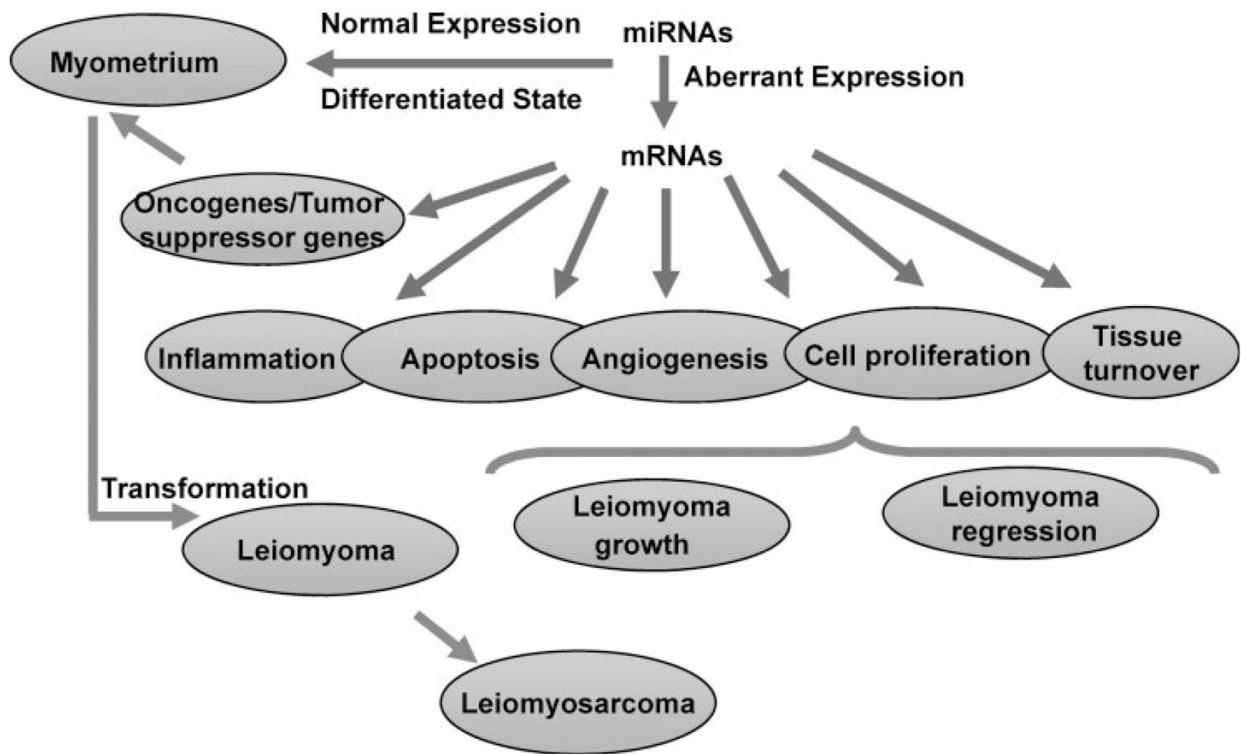 Normal Expression
miRNAs
Myometrium
Aberrant Expression
Differentiated State
mRNAs
Oncogenes/Tumor
suppressor genes
Inflammation
Apoptosis
Angiogenesis
Cell proliferation
Tissue
turnover
Transformation
Leiomyoma
Leiomyoma
growth
Leiomyoma
regression
Leiomyosarcoma